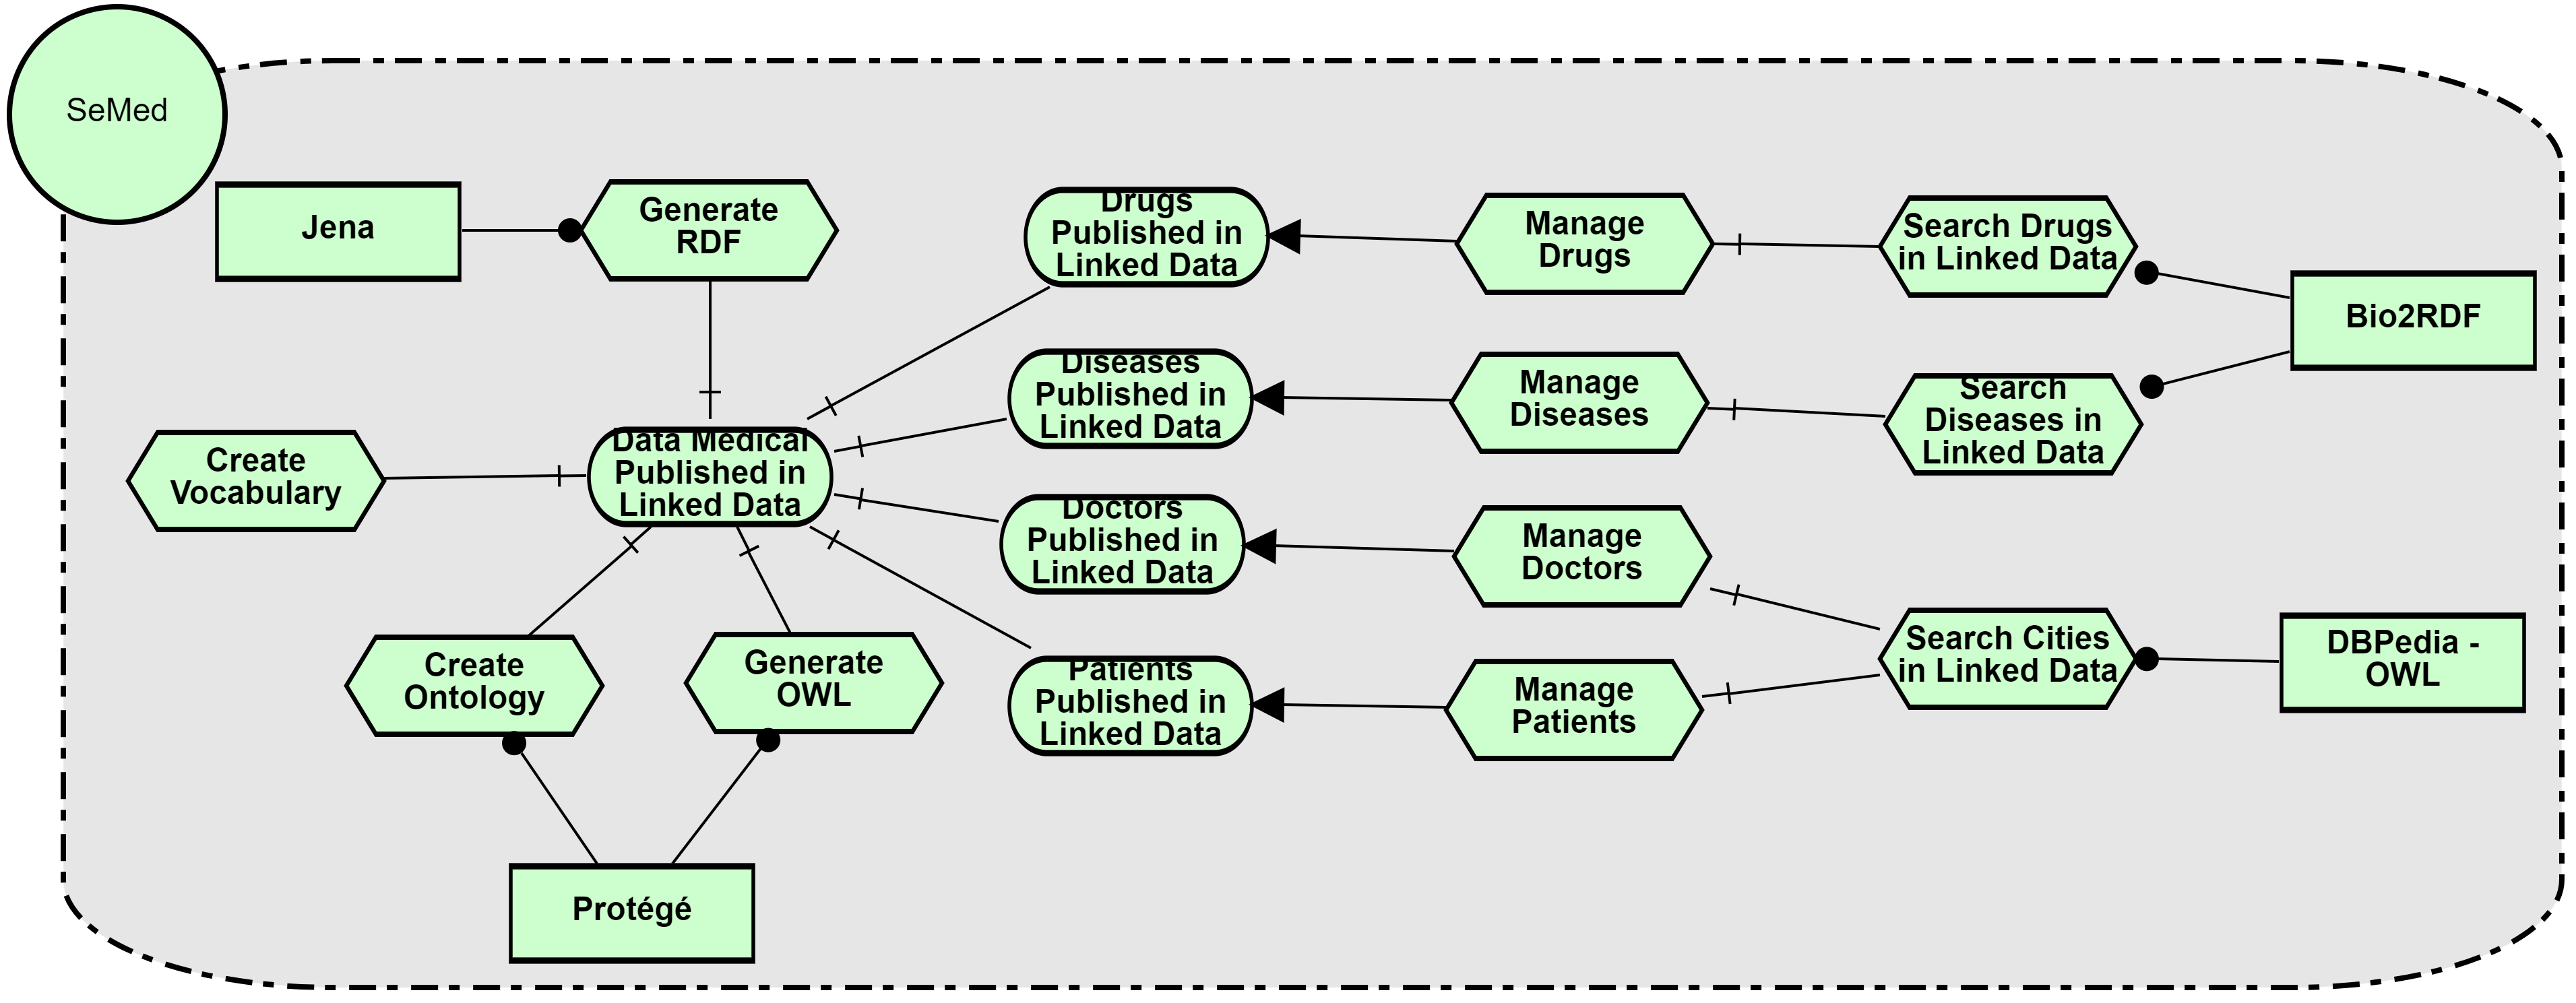 SeMed
Jena
Generate
RDF
Drugs
Published in
Linked Data
Manage
Drugs
Search Drugs
in Linked Data
Bio2RDF
Diseases
Published in
Linked Data
Manage
Diseases
Search
Diseases in
Linked Data
Create
Vocabulary
Data Medical
Published in
Linked Data
Doctors
Published in
Linked Data
Manage
Doctors
Search Cities
in Linked Data
DBPedia -
OWL
Create
Ontology
Generate
OWL
Patients
Published in
Linked Data
Manage
Patients
Protégé